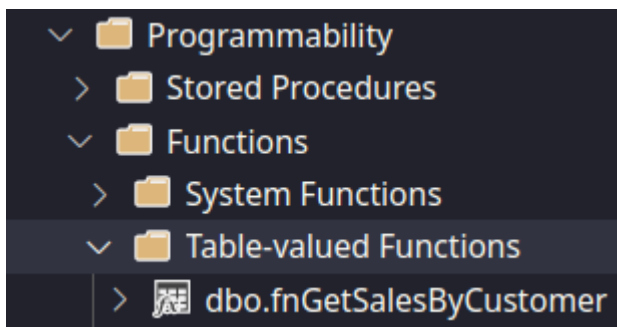 Programmability
Stored Procedures
Functions
System Functions
Table-valued Functions
dbo.fnGetSalesByCustomer